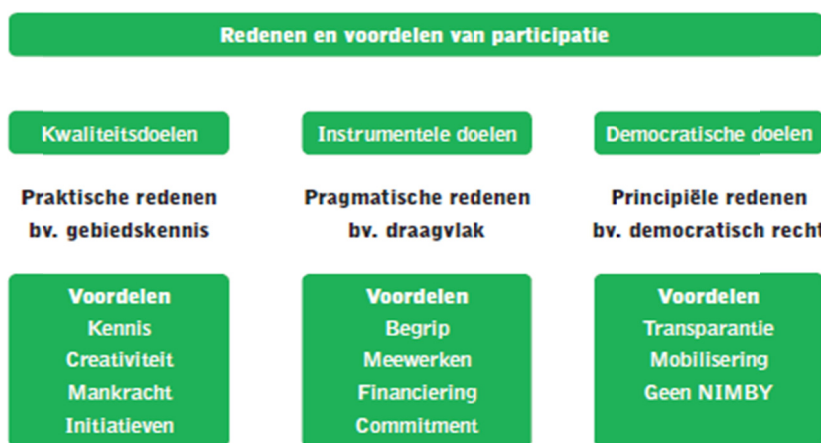 Redenen en voordelen van participatie
Kwaliteitsdoelen
Praktische redenen
bv. gebiedskennis
Voordelen
Kennis
Creativiteit
Mankracht
Initiatieven
Instrumentele doelen
Pragmatische redenen
bv. draagvlak
Voordelen
Begrip
Meewerken
Financiering
Commitment
Democratische doelen
Principiële redenen
bv. democratisch recht
Voordelen
Transparantie
Mobilisering
Geen NIMBY